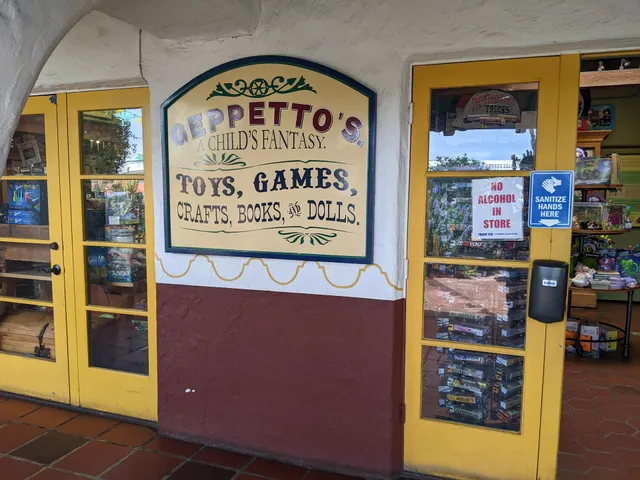 GEPPETTO'S
A CHILD'S FANTASY.
TOYS, GAMES,
CRAFTS, BOOKS, AND DOLLS.
NO
ALCOHOL
IN
STORE
SANITIZE
HANDS
HERE